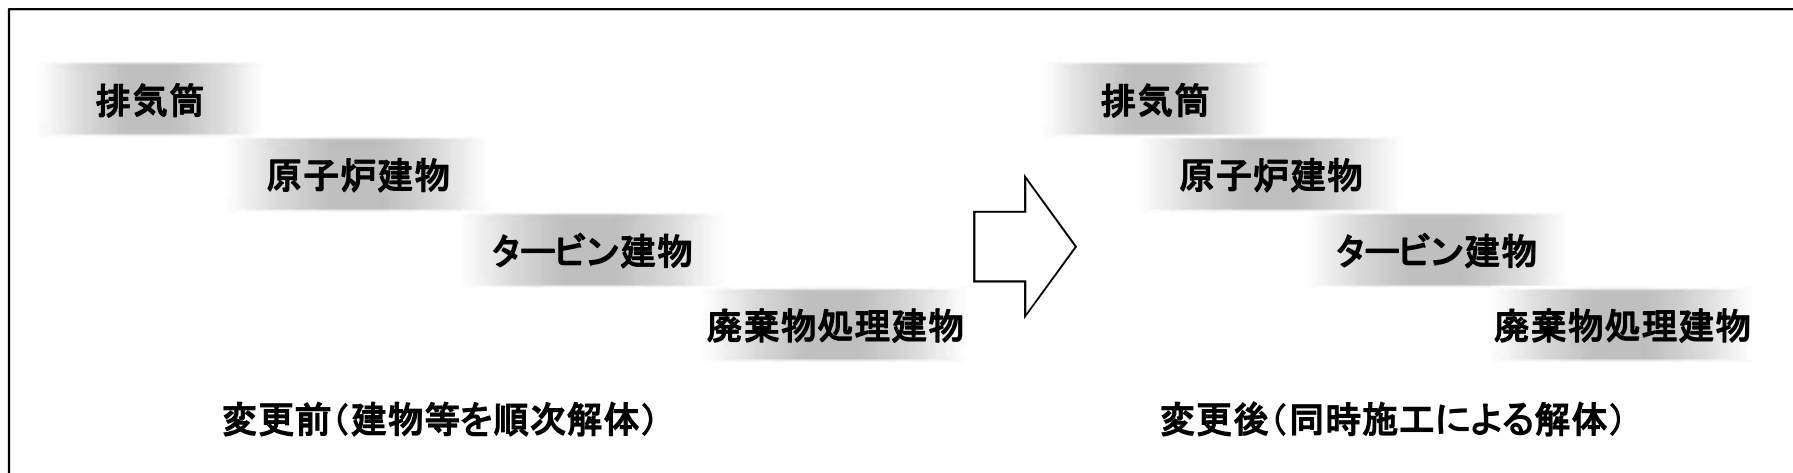 排気筒
原子炉建物
タービン建物
廃棄物処理建物
変更前(建物等を順次解体)
排気筒
原子炉建物
タービン建物
廃棄物処理建物
変更後(同時施工による解体)